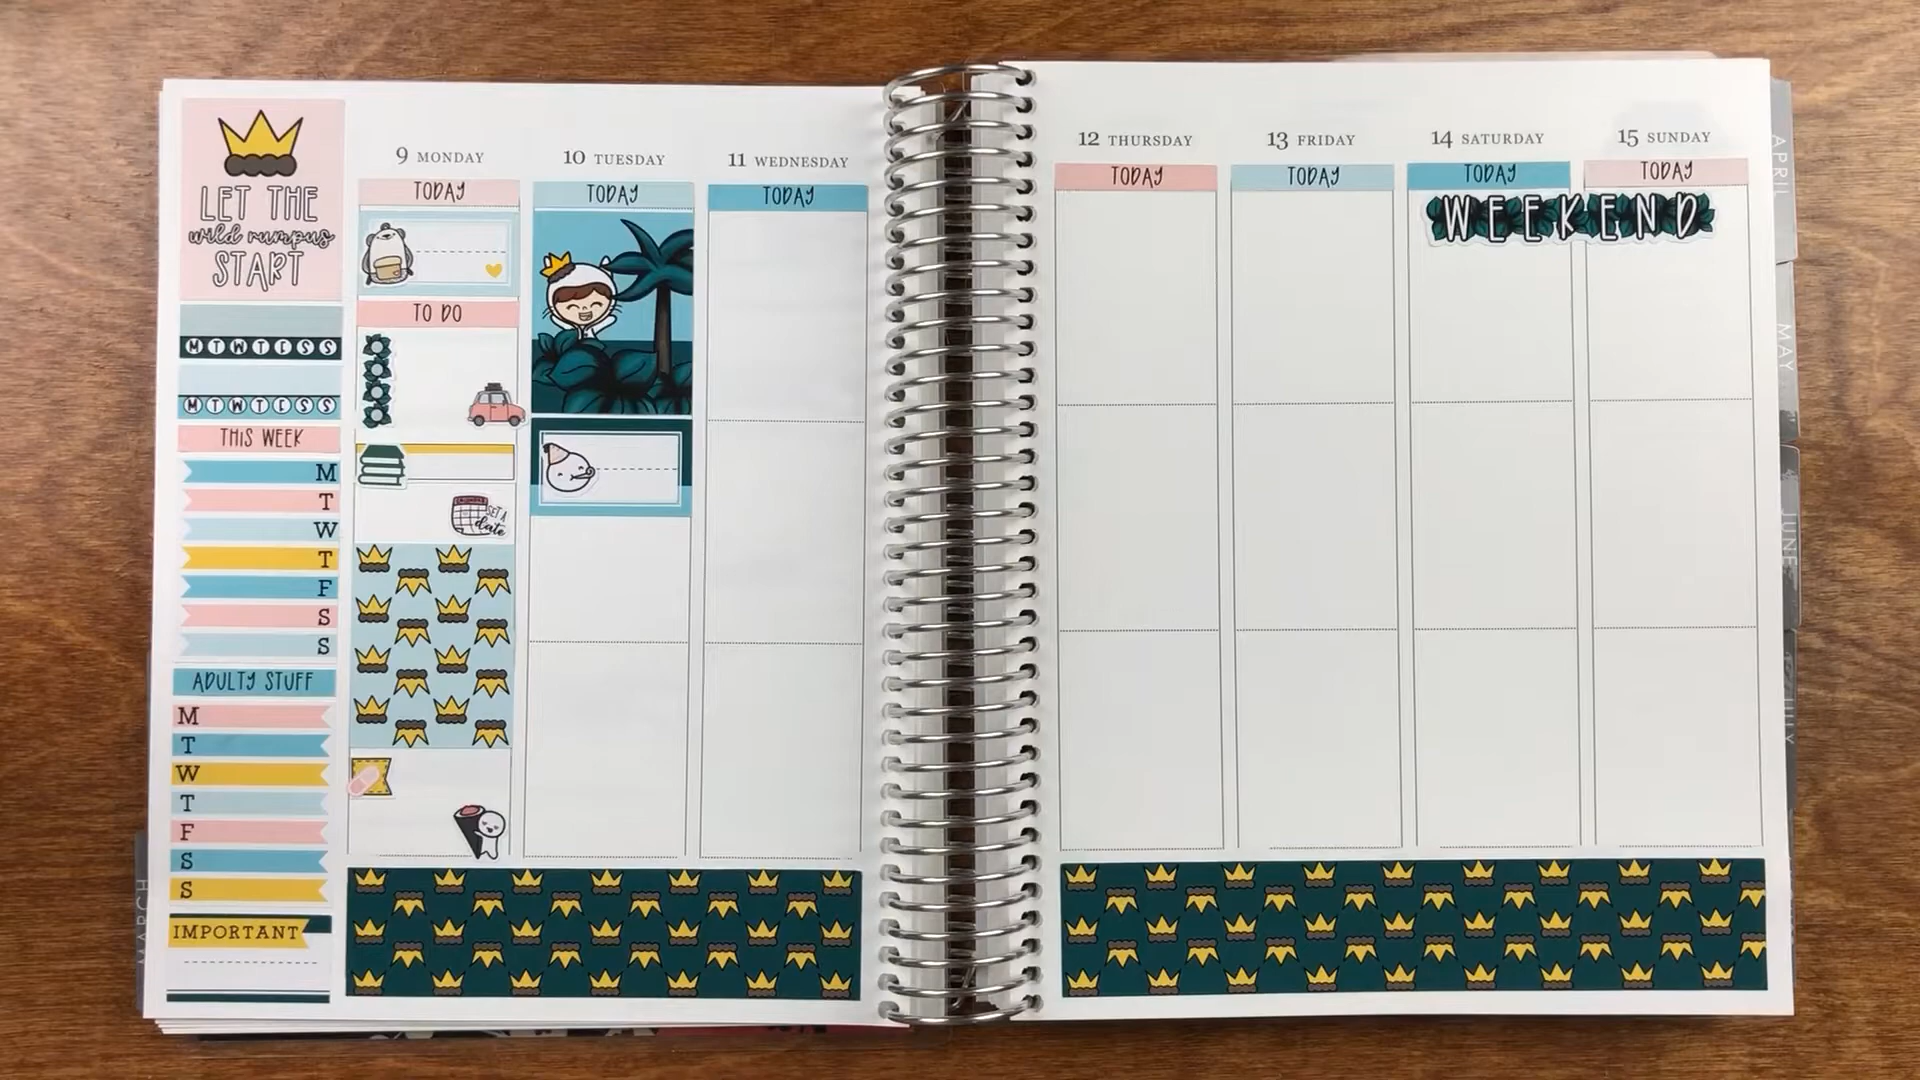 LET THE
wild rumpus
START
M T W T F S S
M T W T F S S
THIS WEEK
M
T
W
T
F
S
S
ADULTY STUFF
M
T
W
T
F
S
S
IMPORTANT
9 MONDAY
TODAY
TO DO
SET A
date
10 TUESDAY
TODAY
11 WEDNESDAY
TODAY
12 THURSDAY
TODAY
13 FRIDAY
TODAY
14 SATURDAY
TODAY
15 SUNDAY
TODAY
WEEKEND
APRIL
MAY
JUNE
JULY
MARCH